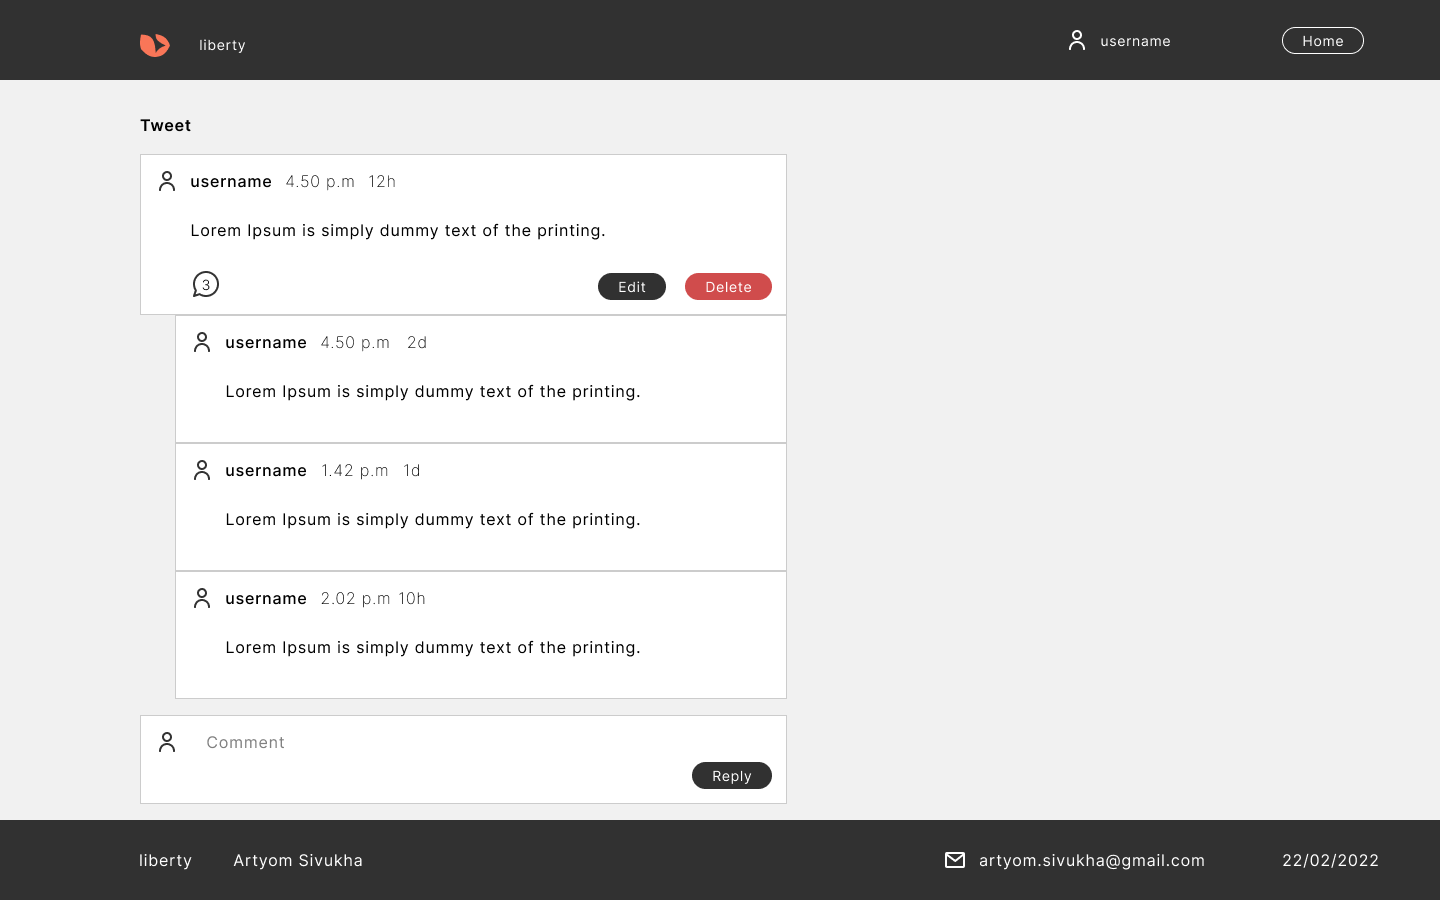 liberty username Home
Tweet
username 4.50 p.m 12h
Lorem Ipsum is simply dummy text of the printing.
3 Edit Delete
username 4.50 p.m 2d
Lorem Ipsum is simply dummy text of the printing.
username 1.42 p.m 1d
Lorem Ipsum is simply dummy text of the printing.
username 2.02 p.m 10h
Lorem Ipsum is simply dummy text of the printing.
Comment
Reply
liberty Artyom Sivukha artyom.sivukha@gmail.com 22/02/2022